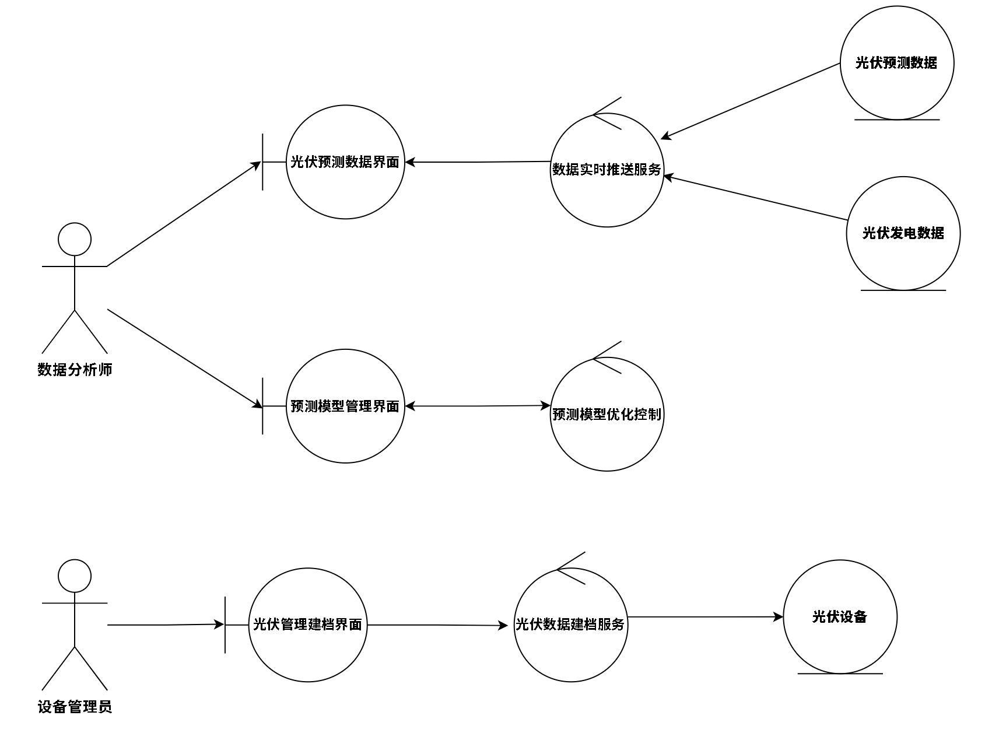 光伏预测数据
光伏预测数据界面
数据实时推送服务
光伏发电数据
数据分析师
预测模型管理界面
预测模型优化控制
光伏管理建档界面
光伏数据建档服务
光伏设备
设备管理员